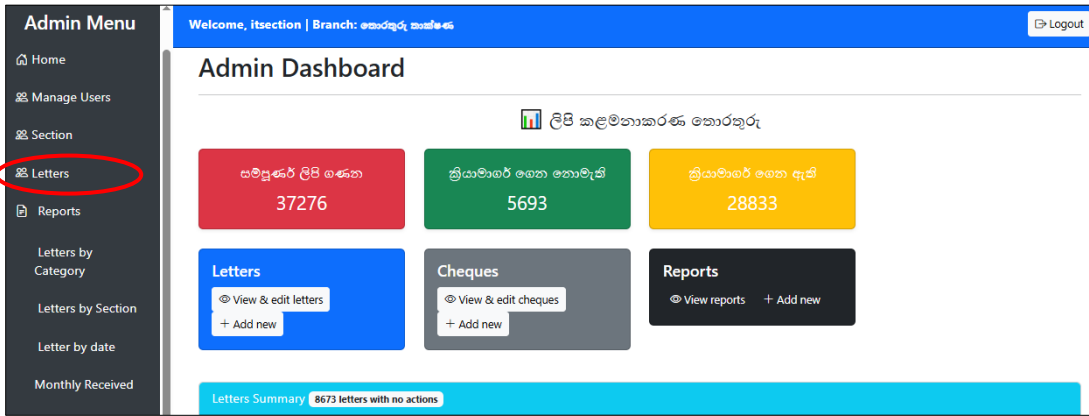 Admin Menu
Home
Manage Users
Section
Letters
Reports
Letters by
Category
Letters by Section
Letter by date
Monthly Received
Welcome, itsection | Branch: තොරතුරු තාක්ෂණ
Logout
Admin Dashboard
ලිපි කළමනාකරණ තොරතුරු
සම්පූණර් ලිපි ගණන
37276
ක්‍රියාමාගර් ගෙන නොමැති
5693
ක්‍රියාමාගර් ගෙන ඇති
28833
Letters
View & edit letters
+ Add new
Cheques
View & edit cheques
+ Add new
Reports
View reports + Add new
Letters Summary 8673 letters with no actions